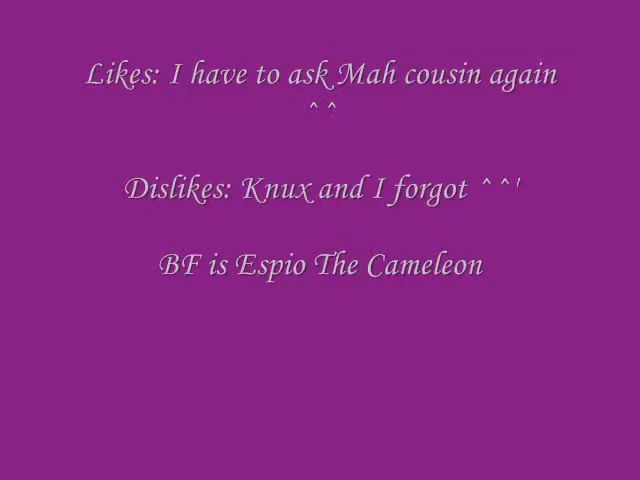 Likes: I have to ask Mah cousin again
^ ^
Dislikes: Knux and I forgot ^ ^'
BF is Espio The Cameleon